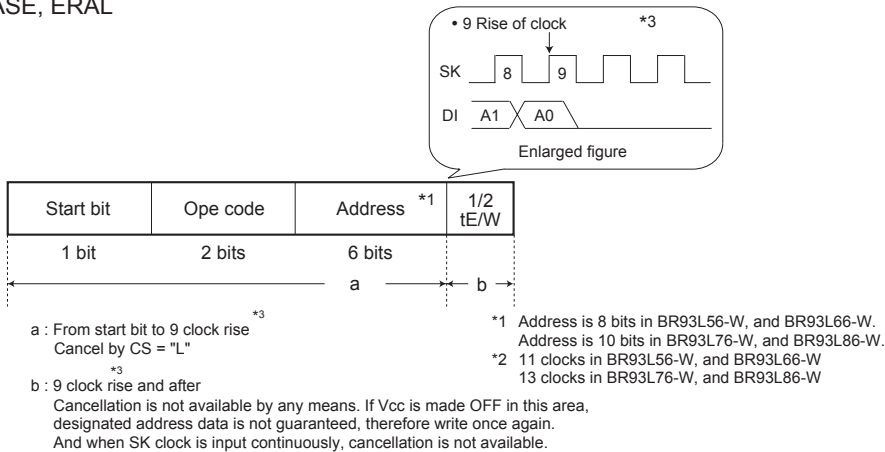 ASE, ERAL
• 9 Rise of clock *3
SK 8 9
DI A1 A0
Enlarged figure
Start bit Ope code Address *1 1/2
tE/W
1 bit 2 bits 6 bits
a b
a : From start bit to 9 clock rise *3
Cancel by CS = "L"
*3
b : 9 clock rise and after
Cancellation is not available by any means. If Vcc is made OFF in this area,
designated address data is not guaranteed, therefore write once again.
And when SK clock is input continuously, cancellation is not available.
*1 Address is 8 bits in BR93L56-W, and BR93L66-W.
Address is 10 bits in BR93L76-W, and BR93L86-W.
*2 11 clocks in BR93L56-W, and BR93L66-W
13 clocks in BR93L76-W, and BR93L86-W